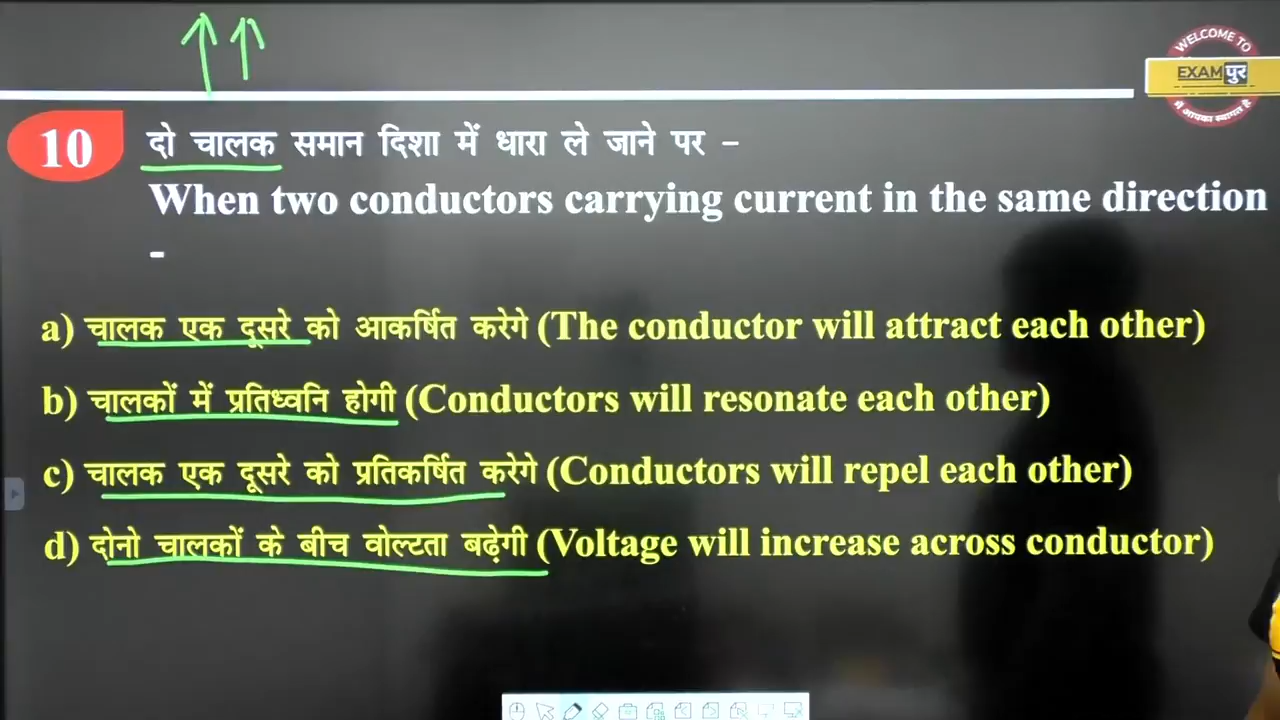 WELCOME TO
EXAMपुर
में आपका स्वागत है
10
दो चालक समान दिशा में धारा ले जाने पर –
When two conductors carrying current in the same direction
-
a) चालक एक दूसरे को आकर्षित करेगे (The conductor will attract each other)
b) चालकों में प्रतिध्वनि होगी (Conductors will resonate each other)
c) चालक एक दूसरे को प्रतिकर्षित करेगे (Conductors will repel each other)
d) दोनो चालकों के बीच वोल्टता बढ़ेगी (Voltage will increase across conductor)